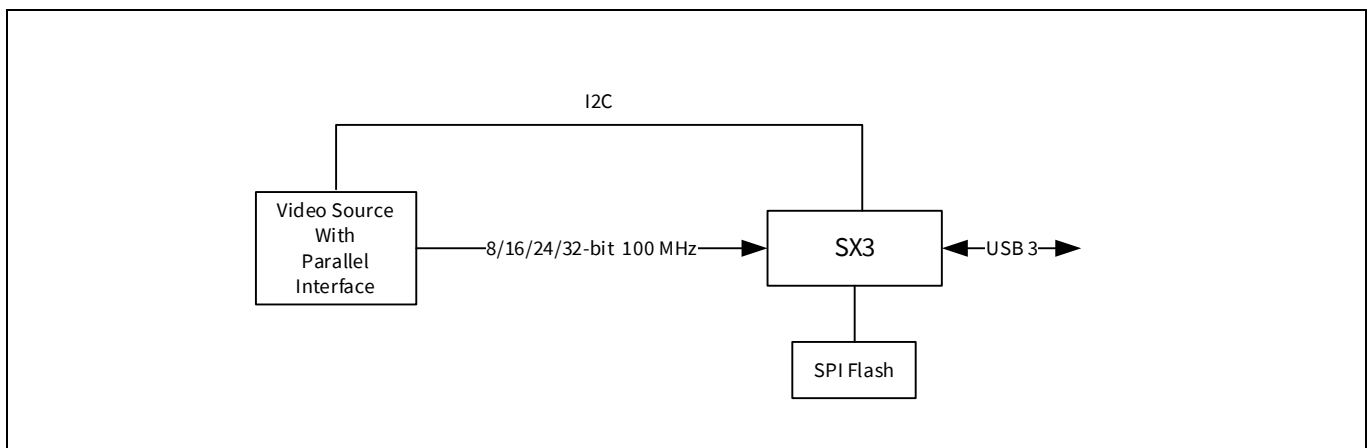 I2C
Video Source
With
Parallel
Interface
8/16/24/32-bit 100 MHz
SX3
USB 3
SPI Flash